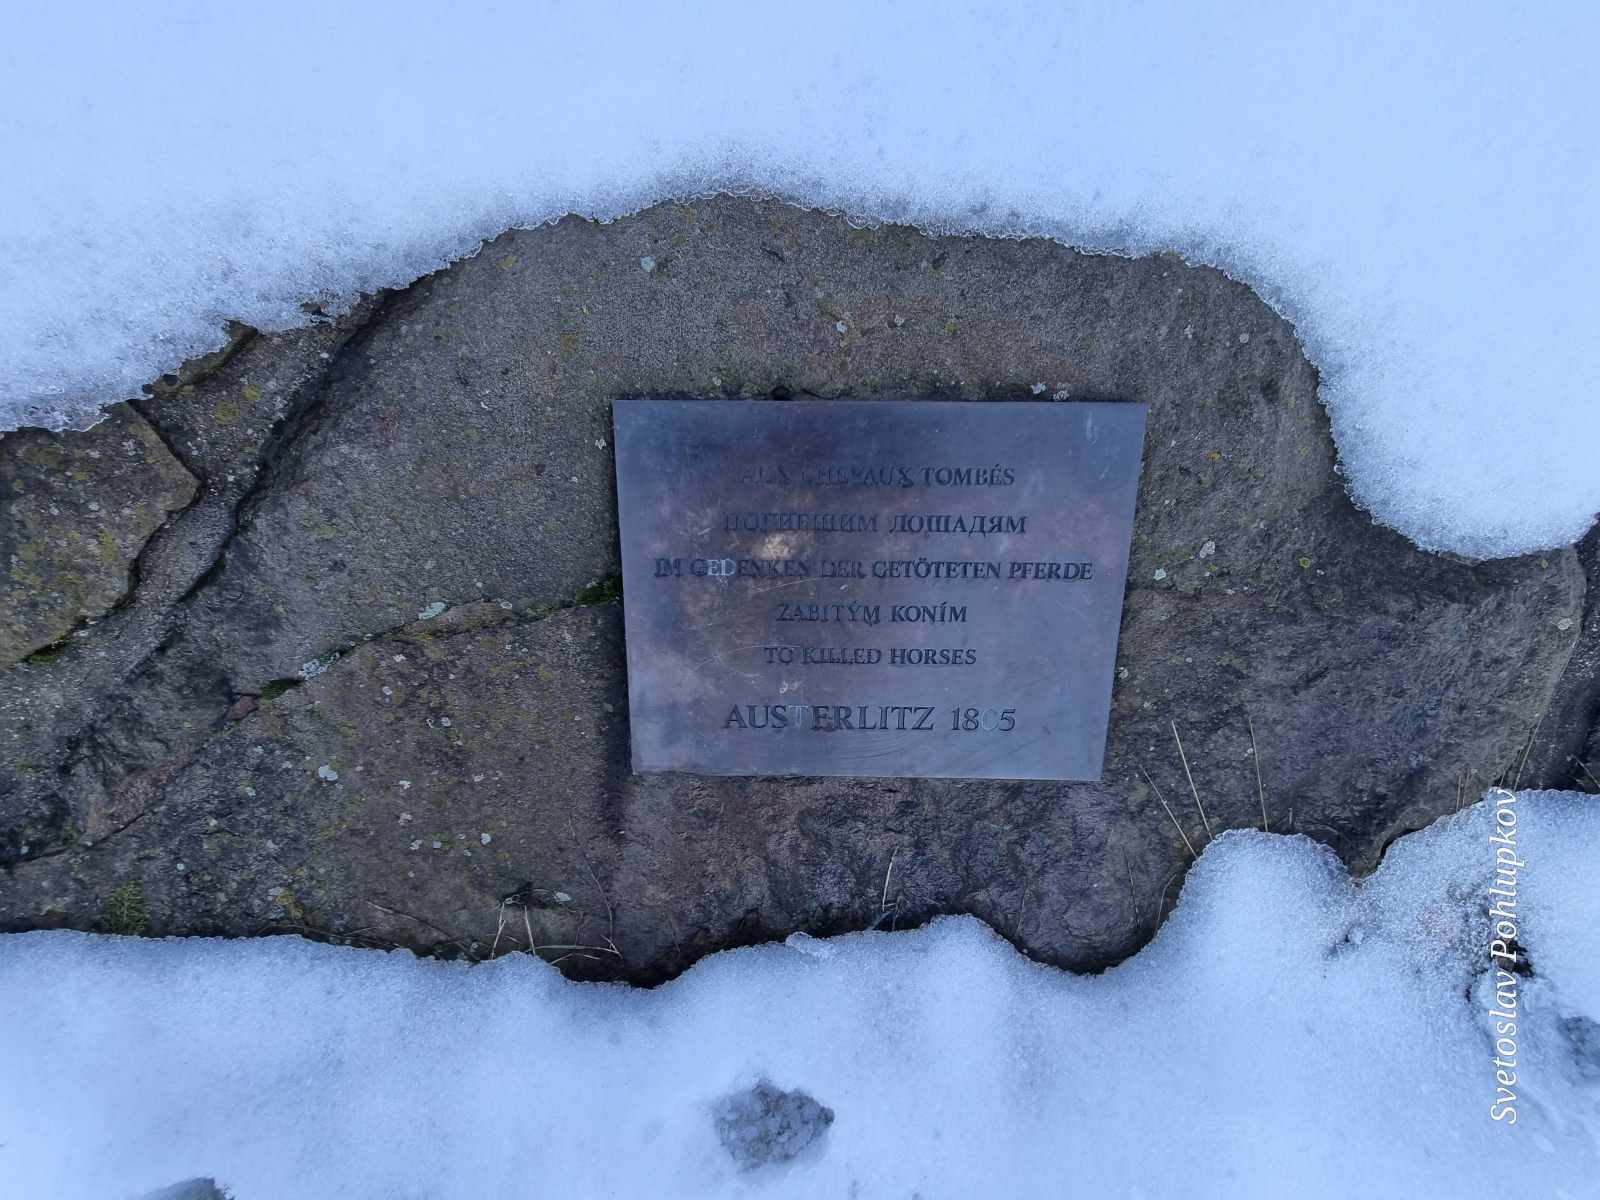 AUX CHEVAUX TOMBÉS
ПОГИБШИМ ЛОШАДЯМ
IM GEDENKEN DER GETÖTETEN PFERDE
ZABITÝM KONÍM
TO KILLED HORSES
AUSTERLITZ 1805
Svetoslav Pohlupkov